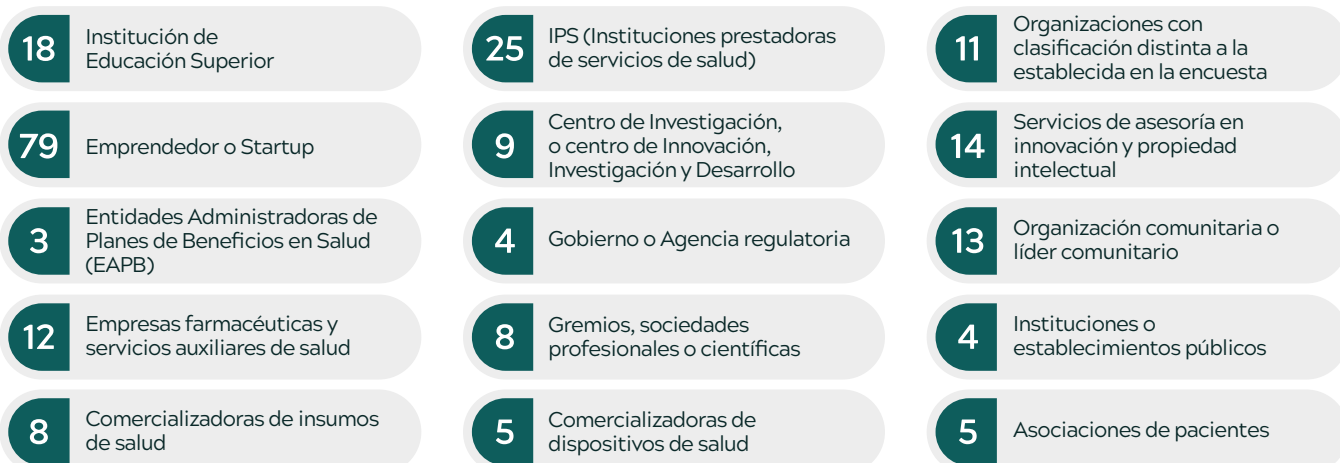 18
Institución de
Educación Superior
25
IPS (Instituciones prestadoras
de servicios de salud)
11
Organizaciones con
clasificación distinta a la
establecida en la encuesta
79
Emprendedor o Startup
9
Centro de Investigación,
o centro de Innovación,
Investigación y Desarrollo
14
Servicios de asesoría en
innovación y propiedad
intelectual
3
Entidades Administradoras de
Planes de Beneficios en Salud
(EAPB)
4
Gobierno o Agencia regulatoria
13
Organización comunitaria o
líder comunitario
12
Empresas farmacéuticas y
servicios auxiliares de salud
8
Gremios, sociedades
profesionales o científicas
4
Instituciones o
establecimientos públicos
8
Comercializadoras de insumos
de salud
5
Comercializadoras de
dispositivos de salud
5
Asociaciones de pacientes